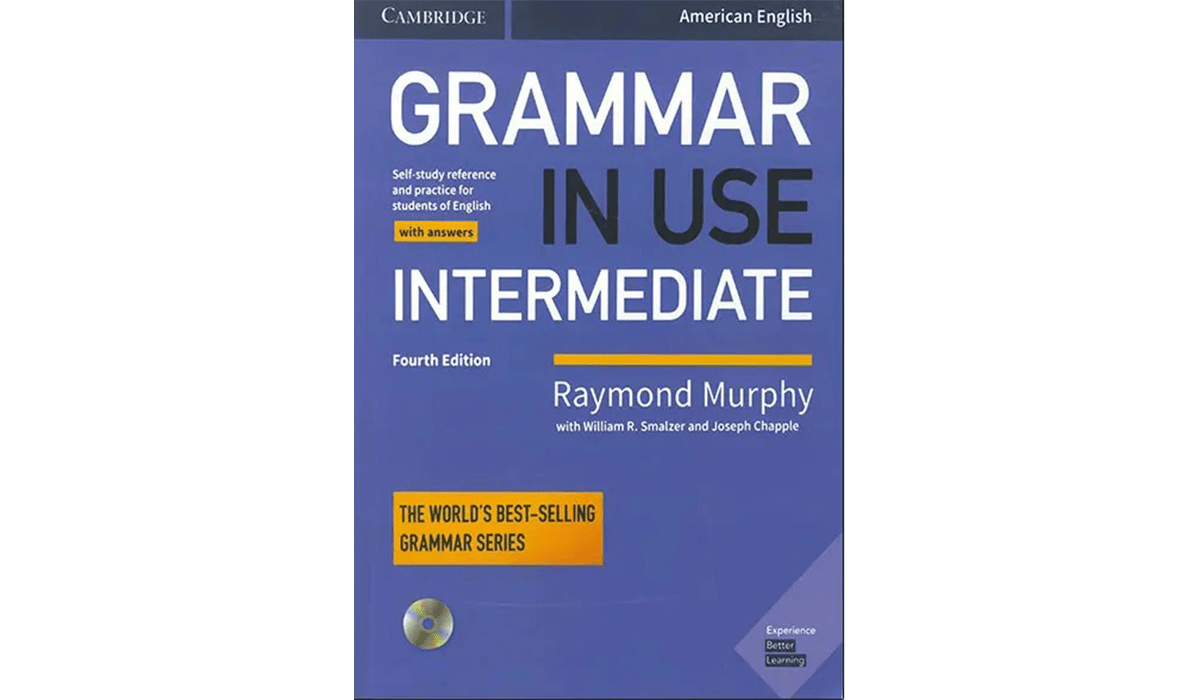 CAMBRIDGE
American English
GRAMMAR
Self-study reference
and practice for
students of English
with answers
IN USE
INTERMEDIATE
Fourth Edition
Raymond Murphy
with William R. Smalzer and Joseph Chapple
THE WORLD'S BEST-SELLING
GRAMMAR SERIES
Experience
Better
Learning